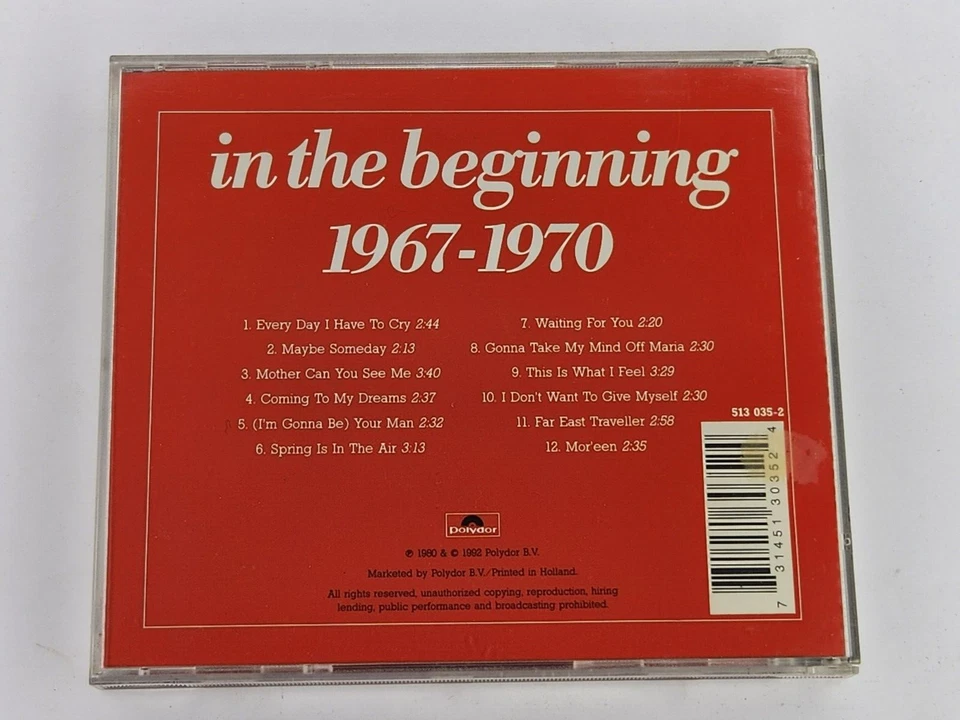 in the beginning
1967-1970
1. Every Day I Have To Cry 2:44
2. Maybe Someday 2:13
3. Mother Can You See Me 3:40
4. Coming To My Dreams 2:37
5. (I'm Gonna Be) Your Man 2:32
6. Spring Is In The Air 3:13
7. Waiting For You 2:20
8. Gonna Take My Mind Off Maria 2:30
9. This Is What I Feel 3:29
10. I Don't Want To Give Myself 2:30
11. Far East Traveller 2:58
12. Mor'een 2:35
513 035-2
7 31451 30352 4
polydor
℗ 1980 & © 1992 Polydor B.V.
Marketed by Polydor B.V./Printed in Holland.
All rights reserved, unauthorized copying, reproduction, hiring
lending, public performance and broadcasting prohibited.